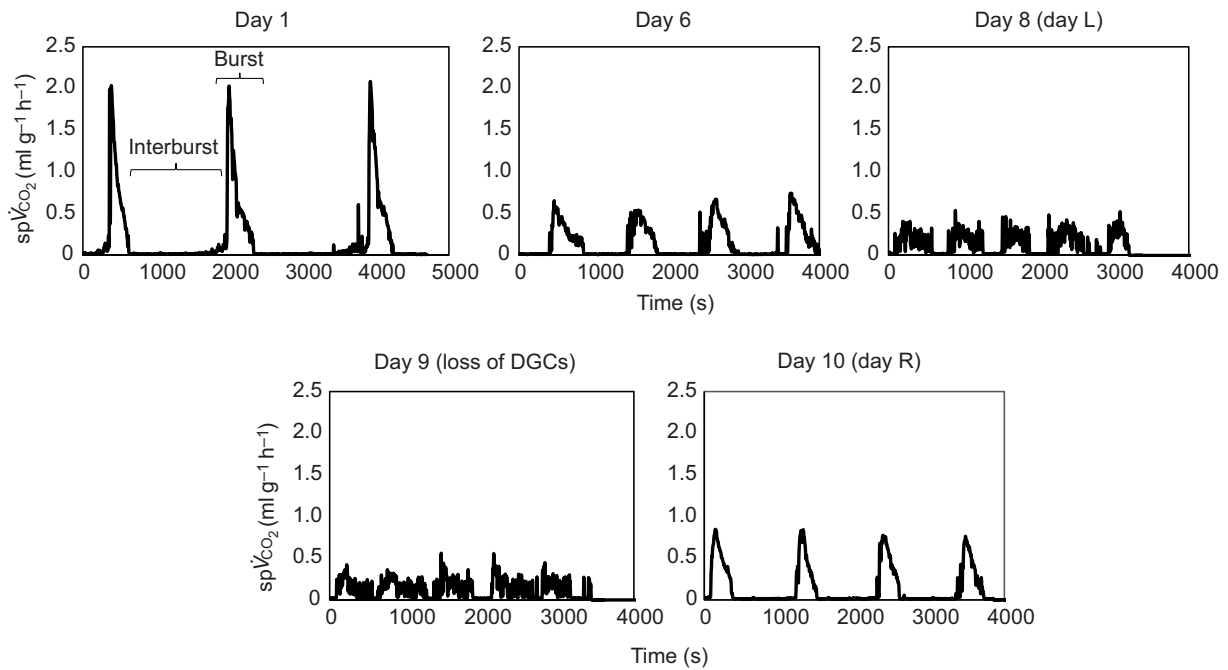 Day 1
Day 6
Day 8 (day L)
spV̇CO₂ (ml g⁻¹ h⁻¹)
2.5
2.0
1.5
1.0
0.5
0
Burst
Interburst
0 1000 2000 3000 4000 5000
2.5
2.0
1.5
1.0
0.5
0
0 1000 2000 3000 4000
2.5
2.0
1.5
1.0
0.5
0
0 1000 2000 3000 4000
Time (s)
Day 9 (loss of DGCs)
Day 10 (day R)
spV̇CO₂ (ml g⁻¹ h⁻¹)
2.5
2.0
1.5
1.0
0.5
0
0 1000 2000 3000 4000
2.5
2.0
1.5
1.0
0.5
0
0 1000 2000 3000 4000
Time (s)